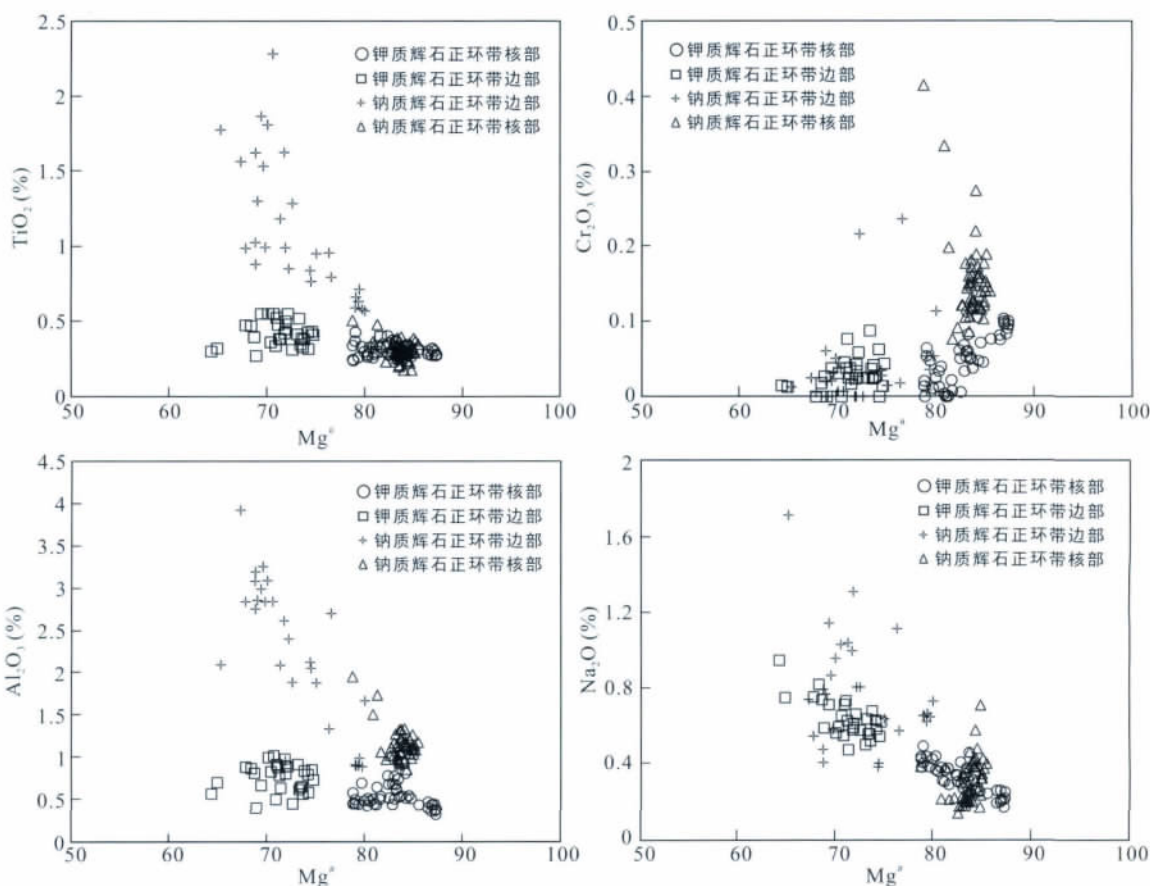 2.5
2
1.5
1
0.5
0
TiO₂ (%)
○钾质辉石正环带核部
□钾质辉石正环带边部
+钠质辉石正环带边部
△钠质辉石正环带核部
50 60 70 80 90 100
Mg#
0.5
0.4
0.3
0.2
0.1
0
Cr₂O₃ (%)
○钾质辉石正环带核部
□钾质辉石正环带边部
+钠质辉石正环带边部
△钠质辉石正环带核部
50 60 70 80 90 100
Mg#
4.5
4
3.5
3
2.5
2
1.5
1
0.5
0
Al₂O₃ (%)
○钾质辉石正环带核部
□钾质辉石正环带边部
+钠质辉石正环带边部
△钠质辉石正环带核部
50 60 70 80 90 100
Mg#
2
1.6
1.2
0.8
0.4
0
Na₂O (%)
○钾质辉石正环带核部
□钾质辉石正环带边部
+钠质辉石正环带边部
△钠质辉石正环带核部
50 60 70 80 90 100
Mg#